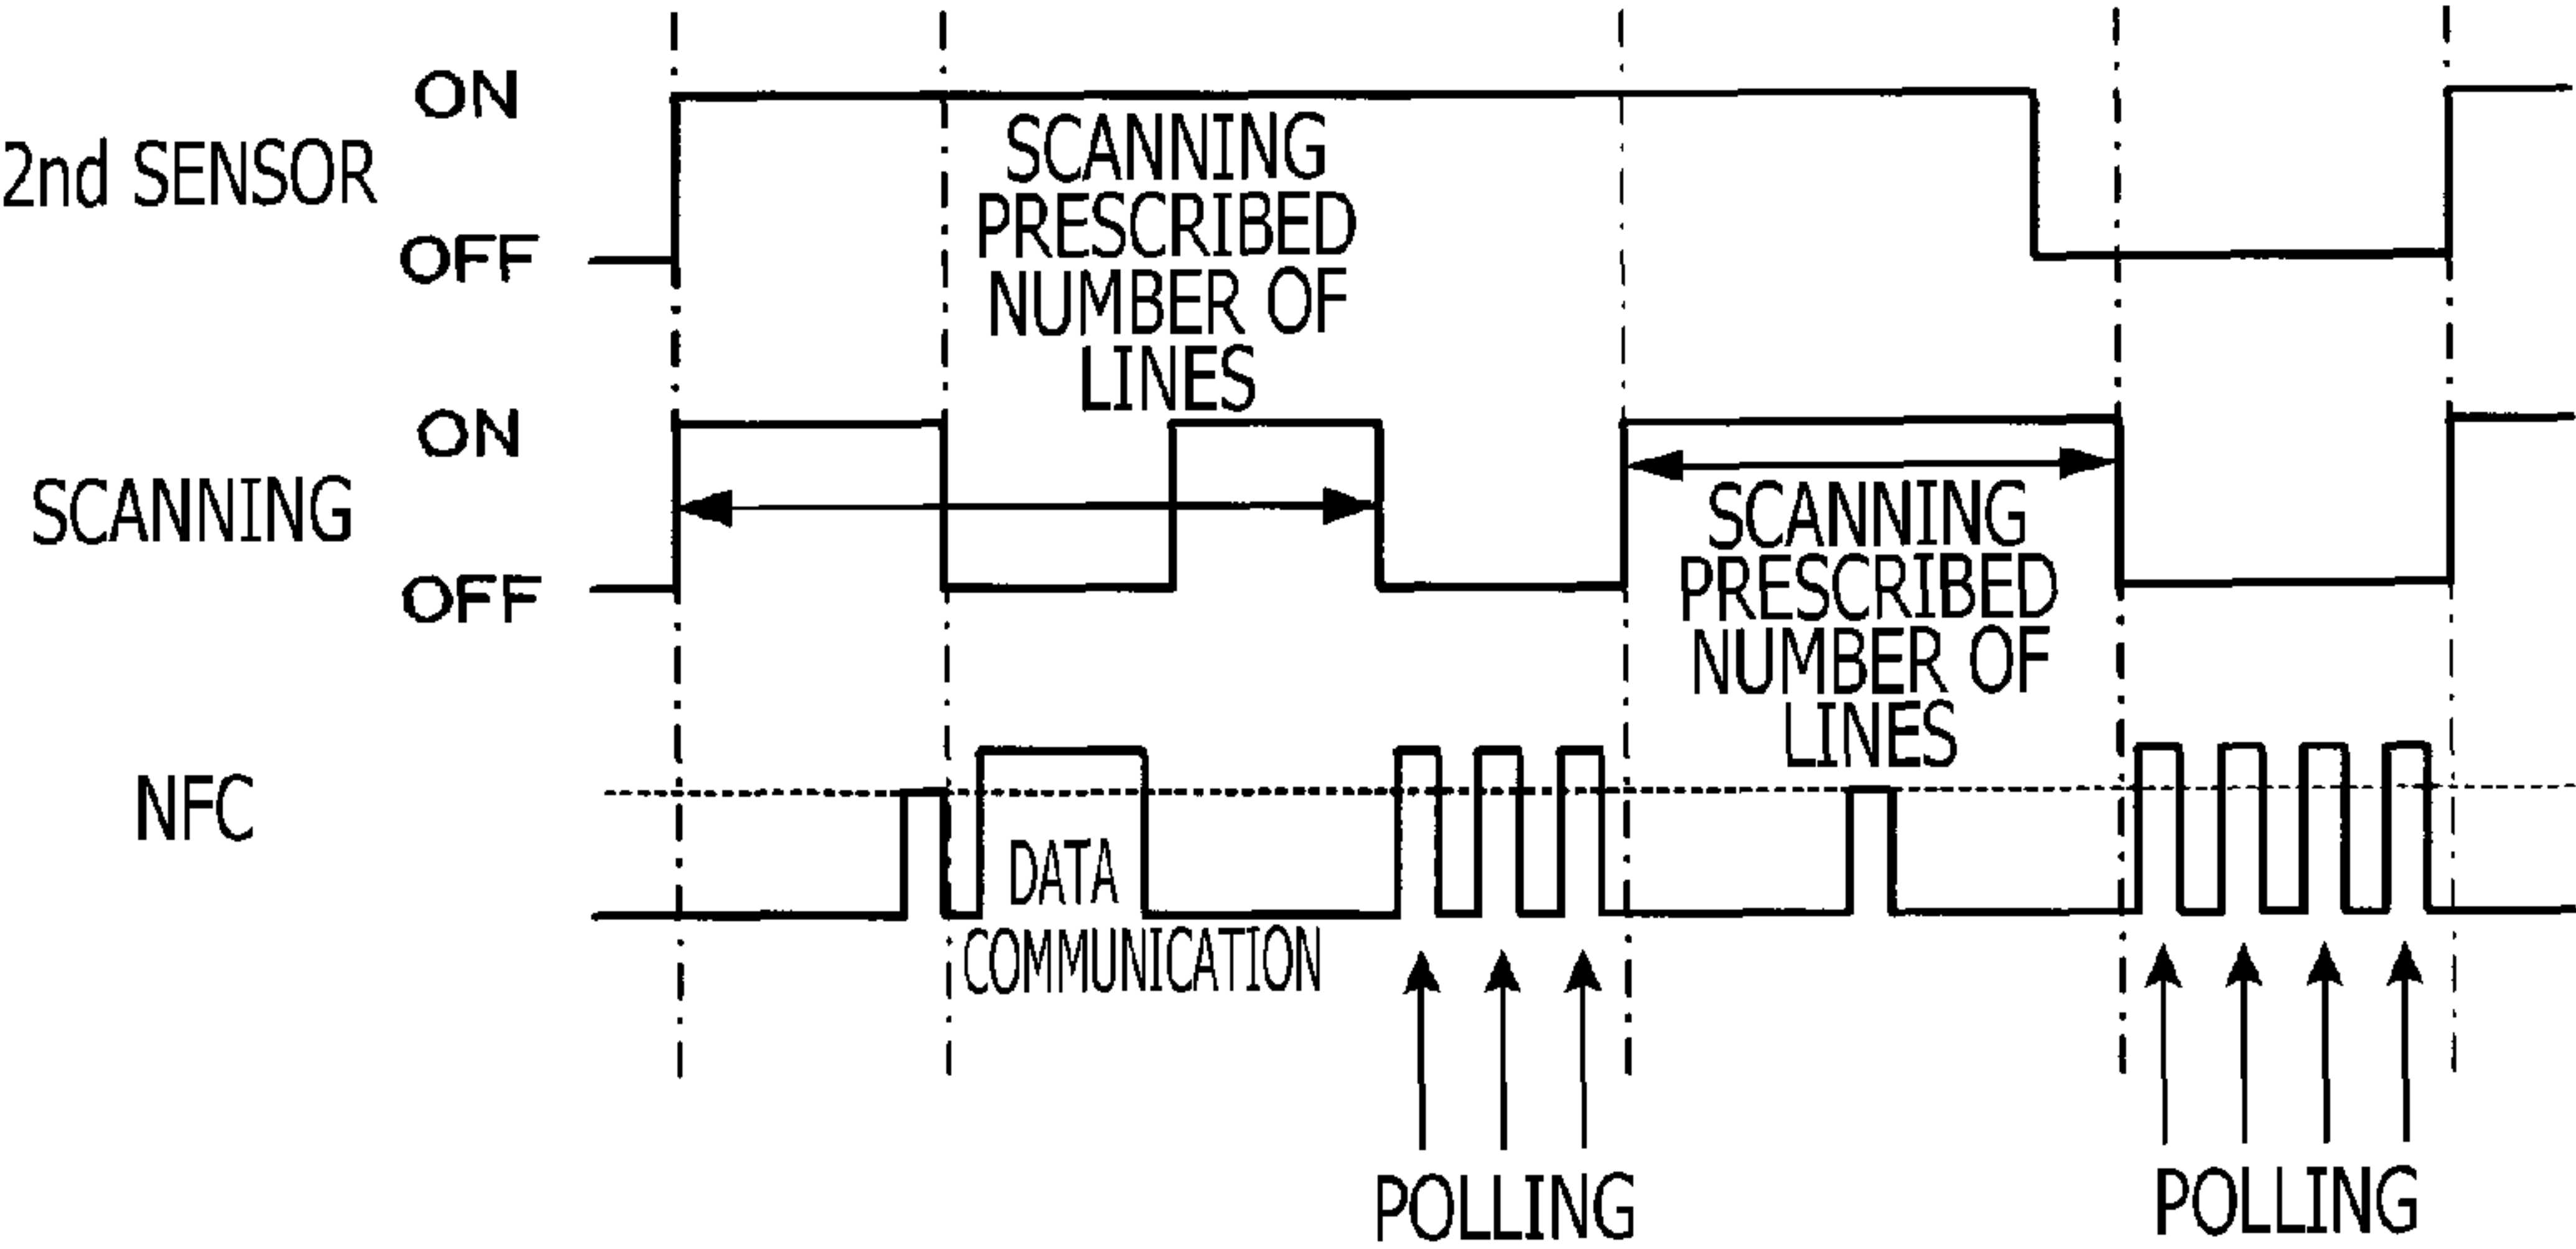 ON
2nd SENSOR
OFF
SCANNING
PRESCRIBED
NUMBER OF
LINES
ON
SCANNING
OFF
SCANNING
PRESCRIBED
NUMBER OF
LINES
NFC
DATA
COMMUNICATION
POLLING
POLLING